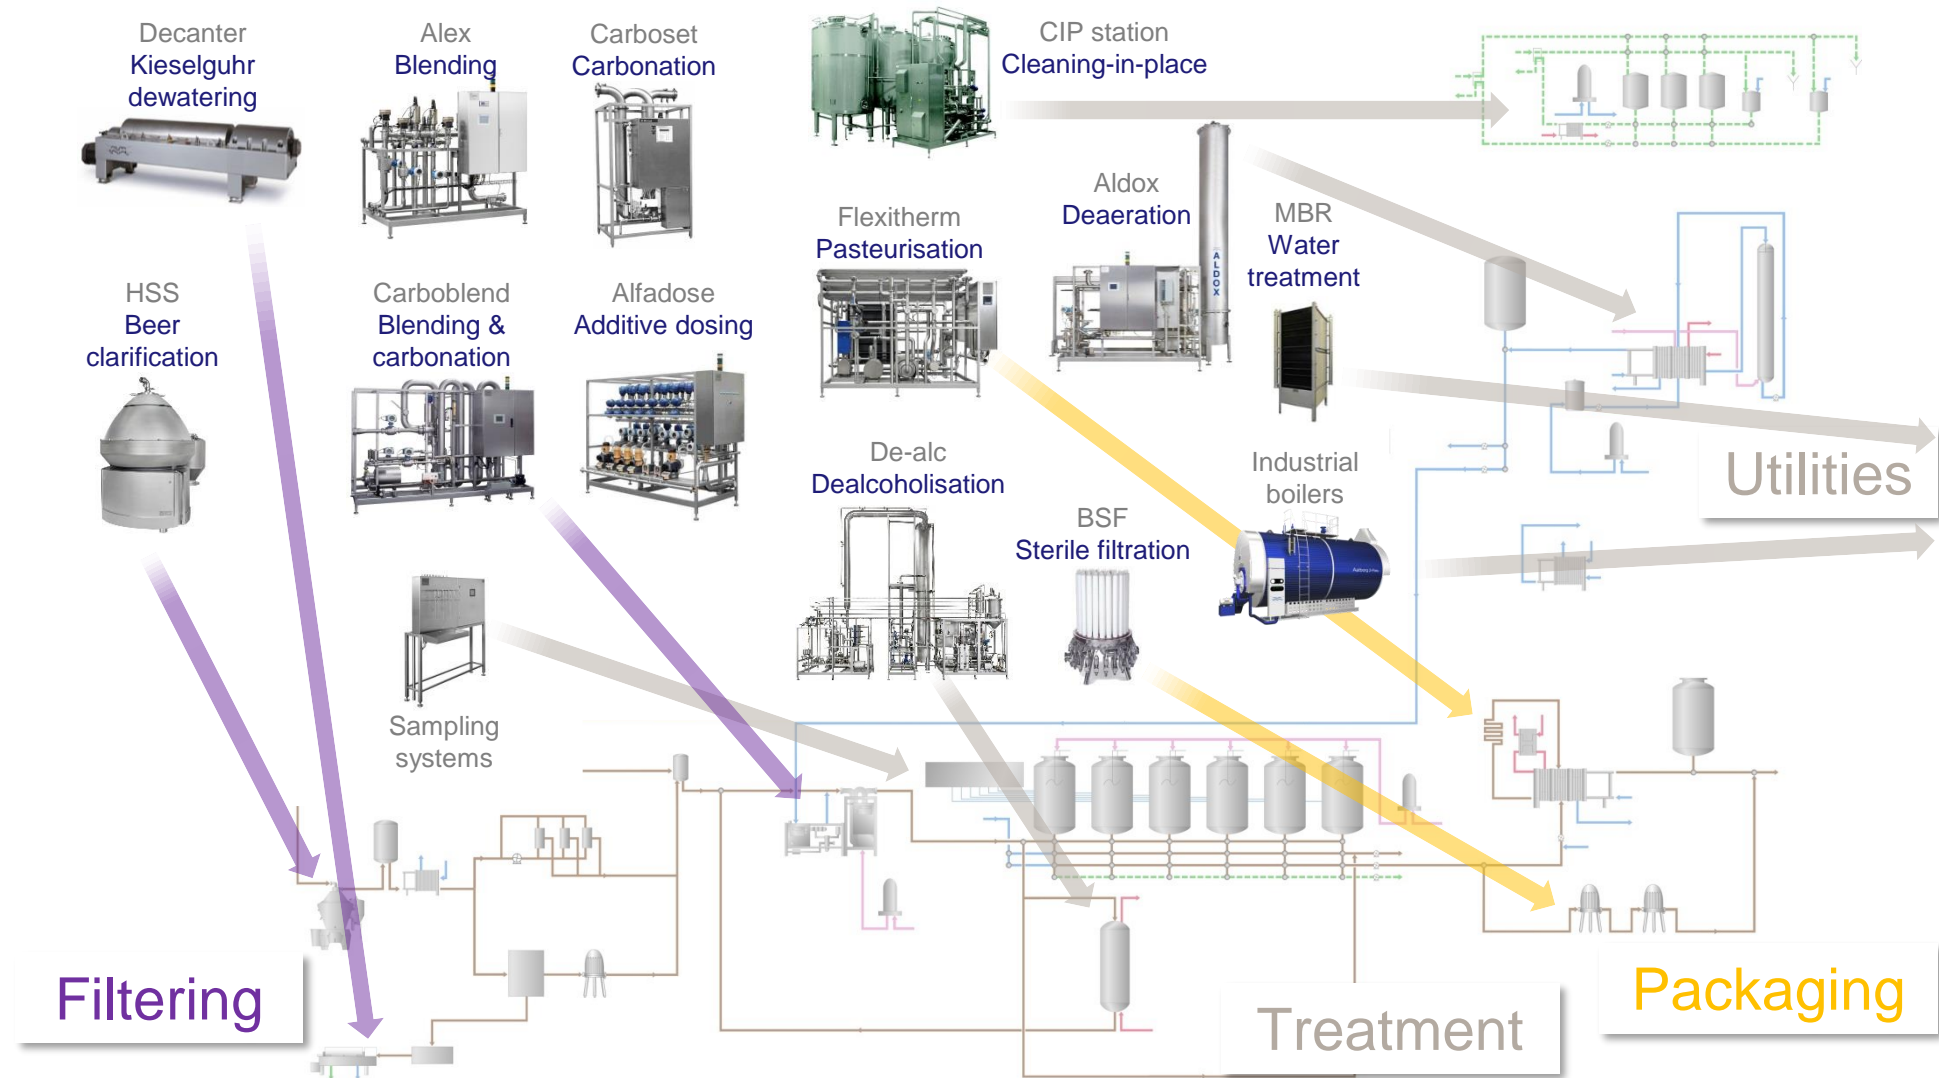 Decanter
Kieselguhr
dewatering
Alex
Blending
Carboset
Carbonation
CIP station
Cleaning-in-place
Aldox
Deaeration
MBR
Water
treatment
Flexitherm
Pasteurisation
ALDOX
HSS
Beer
clarification
Carboblend
Blending &
carbonation
Alfadose
Additive dosing
De-alc
Dealcoholisation
BSF
Sterile filtration
Industrial
boilers
Utilities
Sampling
systems
Filtering
Treatment
Packaging